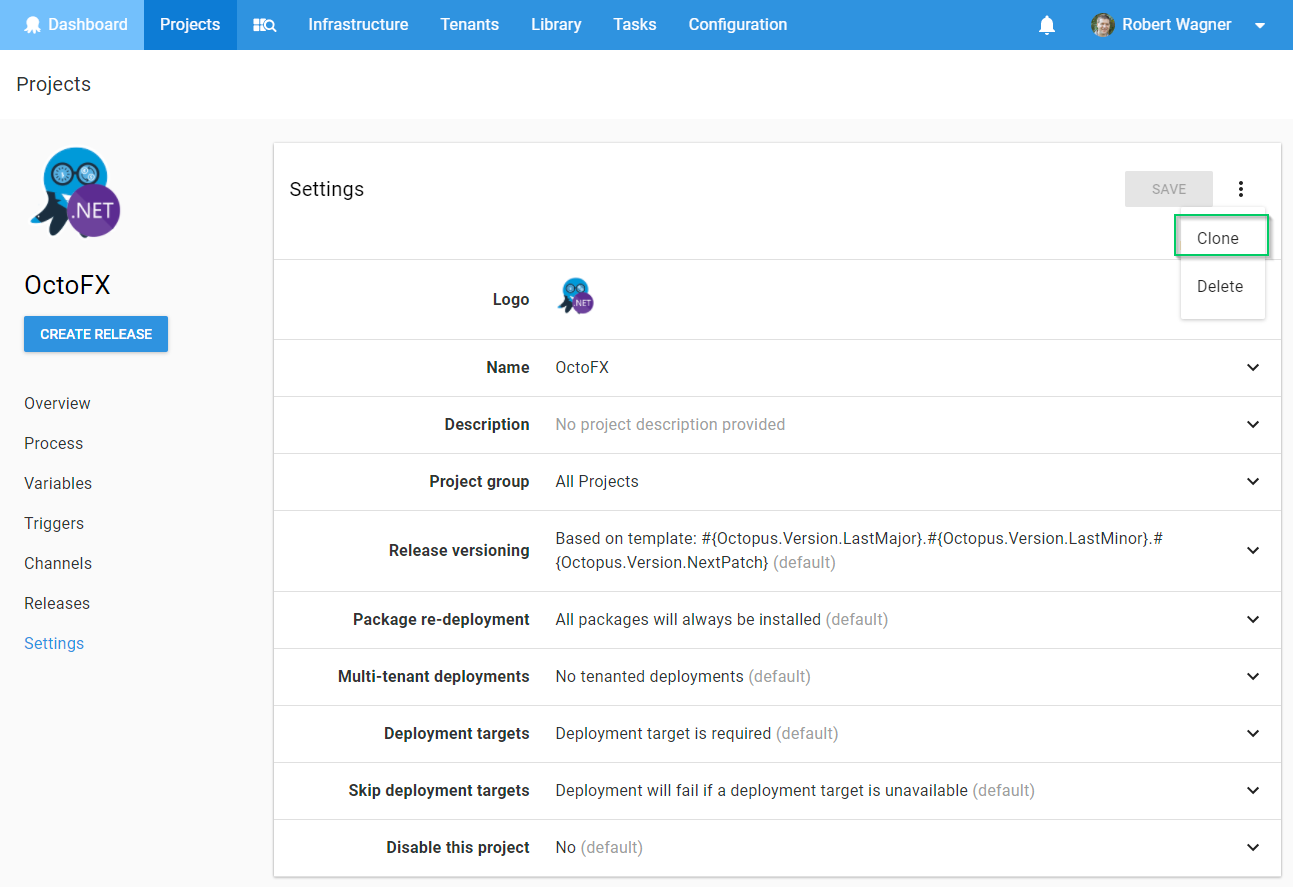 Dashboard Projects Infrastructure Tenants Library Tasks Configuration Robert Wagner
Projects
.NET
OctoFX
CREATE RELEASE
Overview
Process
Variables
Triggers
Channels
Releases
Settings
Settings SAVE
Clone
Delete
Logo .NET
Name OctoFX
Description No project description provided
Project group All Projects
Release versioning Based on template: #{Octopus.Version.LastMajor}.#{Octopus.Version.LastMinor}.#
{Octopus.Version.NextPatch} (default)
Package re-deployment All packages will always be installed (default)
Multi-tenant deployments No tenanted deployments (default)
Deployment targets Deployment target is required (default)
Skip deployment targets Deployment will fail if a deployment target is unavailable (default)
Disable this project No (default)